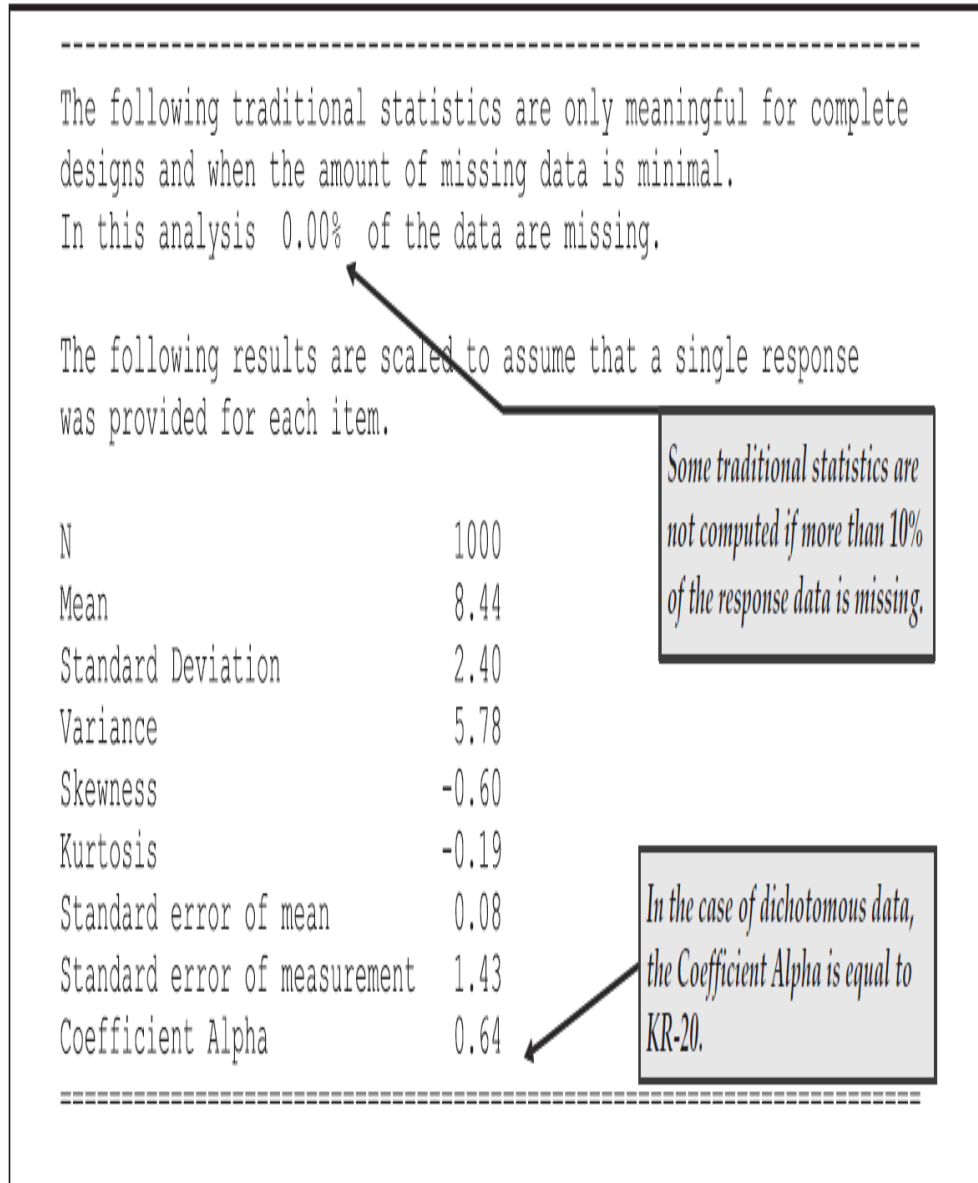 ----------------------------------------------------------------------
The following traditional statistics are only meaningful for complete
designs and when the amount of missing data is minimal.
In this analysis 0.00% of the data are missing.
The following results are scaled to assume that a single response
was provided for each item.
Some traditional statistics are
not computed if more than 10%
of the response data is missing.
N 1000
Mean 8.44
Standard Deviation 2.40
Variance 5.78
Skewness -0.60
Kurtosis -0.19
Standard error of mean 0.08
Standard error of measurement 1.43
Coefficient Alpha 0.64
In the case of dichotomous data,
the Coefficient Alpha is equal to
KR-20.
======================================================================